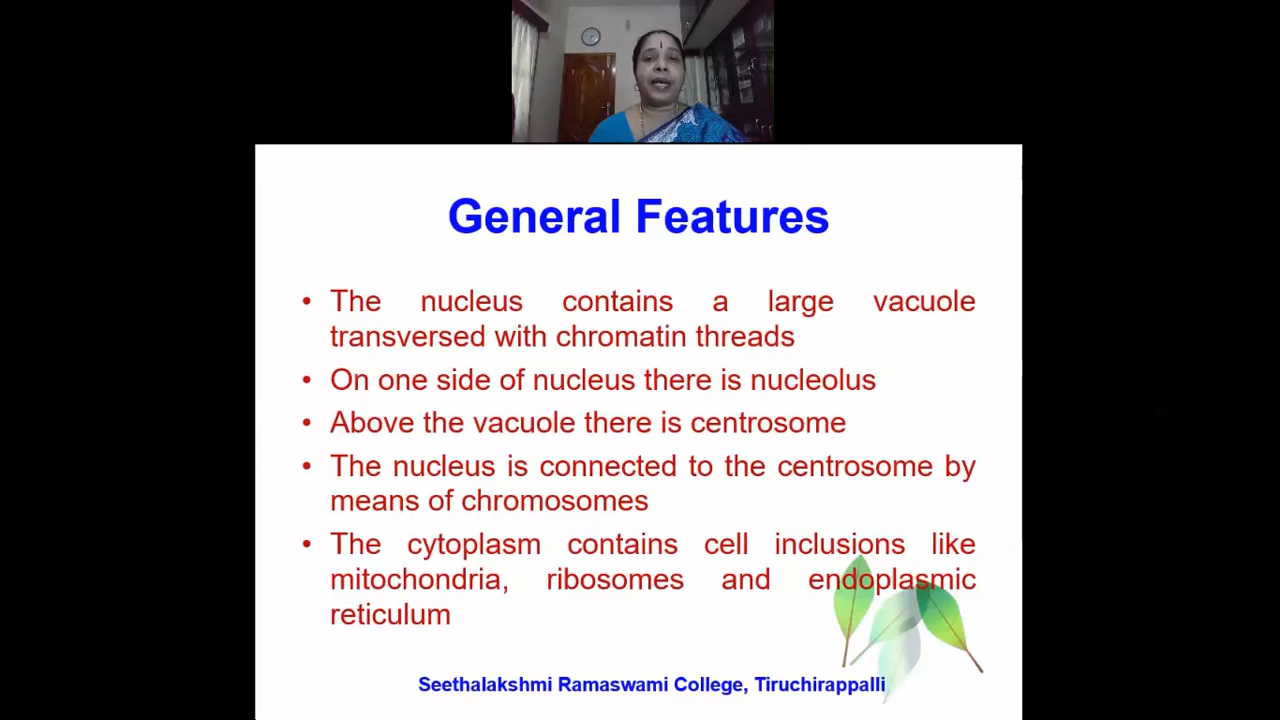 General Features
• The nucleus contains a large vacuole
transversed with chromatin threads
• On one side of nucleus there is nucleolus
• Above the vacuole there is centrosome
• The nucleus is connected to the centrosome by
means of chromosomes
• The cytoplasm contains cell inclusions like
mitochondria, ribosomes and endoplasmic
reticulum
Seethalakshmi Ramaswami College, Tiruchirappalli